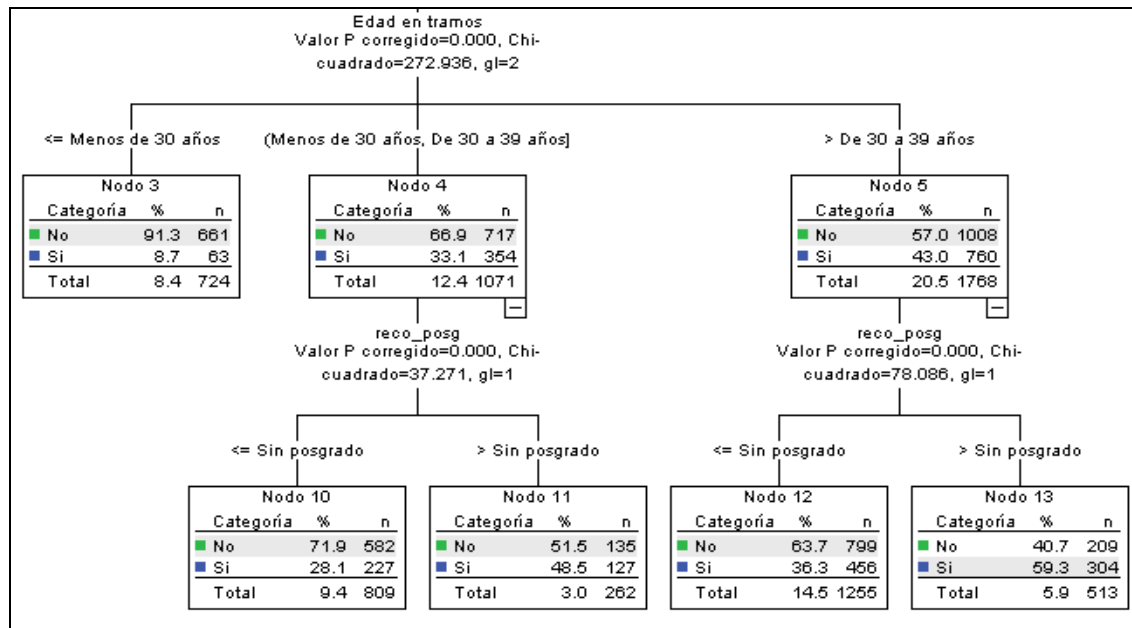 Edad en tramos
Valor P corregido=0.000, Chi-
cuadrado=272.936, gl=2
<= Menos de 30 años
(Menos de 30 años, De 30 a 39 años]
> De 30 a 39 años
Nodo 3
Categoría % n
No 91.3 661
Si 8.7 63
Total 8.4 724
Nodo 4
Categoría % n
No 66.9 717
Si 33.1 354
Total 12.4 1071
Nodo 5
Categoría % n
No 57.0 1008
Si 43.0 760
Total 20.5 1768
reco_posg
Valor P corregido=0.000, Chi-
cuadrado=37.271, gl=1
reco_posg
Valor P corregido=0.000, Chi-
cuadrado=78.086, gl=1
<= Sin posgrado
> Sin posgrado
<= Sin posgrado
> Sin posgrado
Nodo 10
Categoría % n
No 71.9 582
Si 28.1 227
Total 9.4 809
Nodo 11
Categoría % n
No 51.5 135
Si 48.5 127
Total 3.0 262
Nodo 12
Categoría % n
No 63.7 799
Si 36.3 456
Total 14.5 1255
Nodo 13
Categoría % n
No 40.7 209
Si 59.3 304
Total 5.9 513